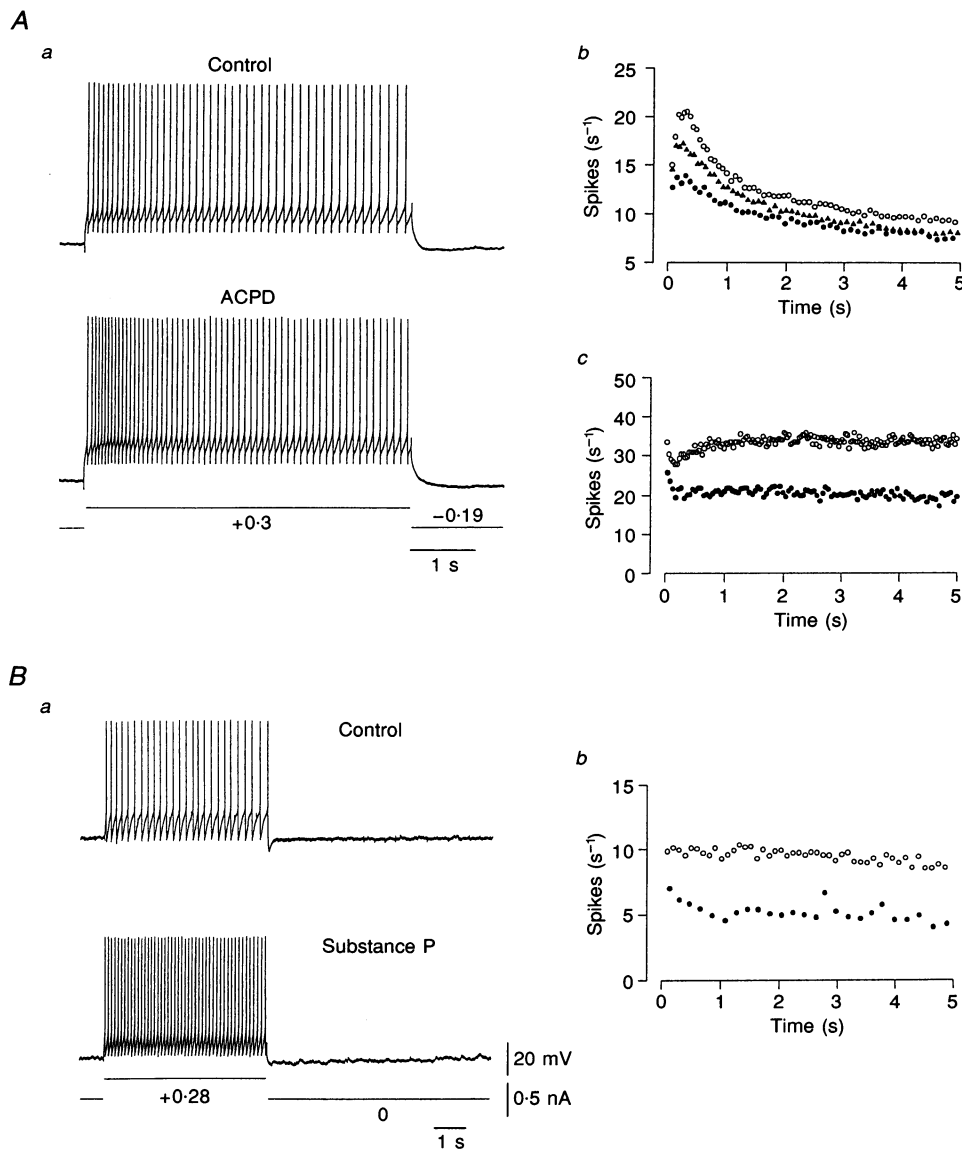 A
a
Control
ACPD
+0·3
−0·19
1 s
b
25
20
15
10
5
Spikes (s⁻¹)
0 1 2 3 4 5
Time (s)
c
50
40
30
20
10
0
Spikes (s⁻¹)
0 1 2 3 4 5
Time (s)
B
a
Control
Substance P
20 mV
+0·28
0
0·5 nA
1 s
b
15
10
5
0
Spikes (s⁻¹)
0 1 2 3 4 5
Time (s)